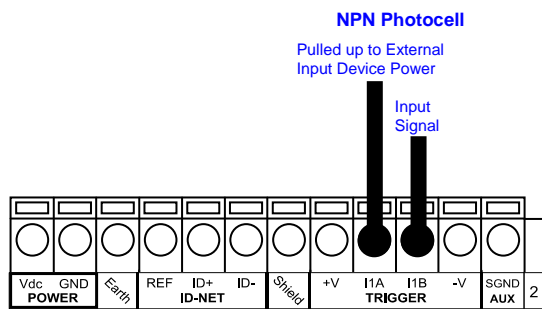 NPN Photocell
Pulled up to External
Input Device Power
Input
Signal
Vdc GND Earth REF ID+ ID- Shield +V I1A I1B -V SGND 2
POWER ID-NET TRIGGER AUX